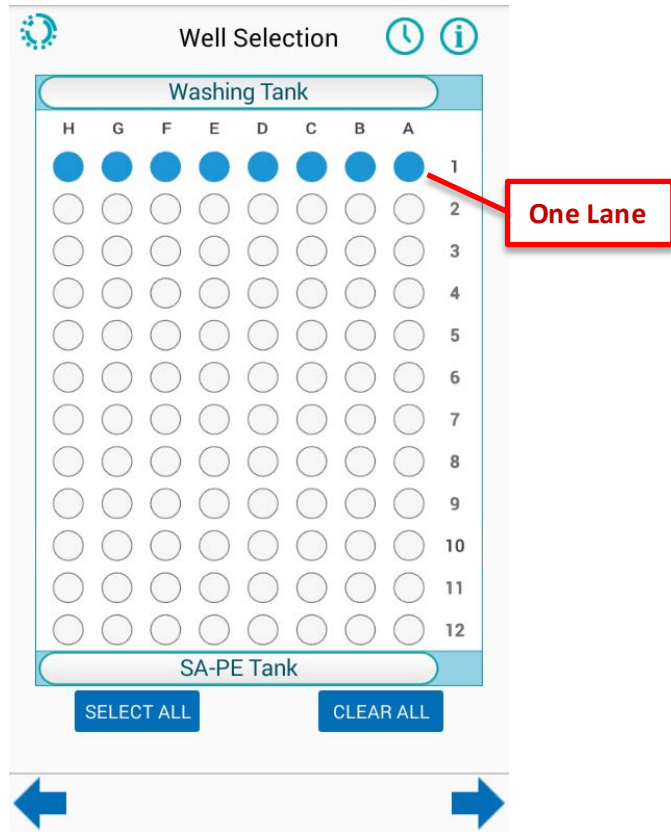 Well Selection
i
Washing Tank
H G F E D C B A
1
2
3
4
5
6
7
8
9
10
11
12
One Lane
SA-PE Tank
SELECT ALL CLEAR ALL